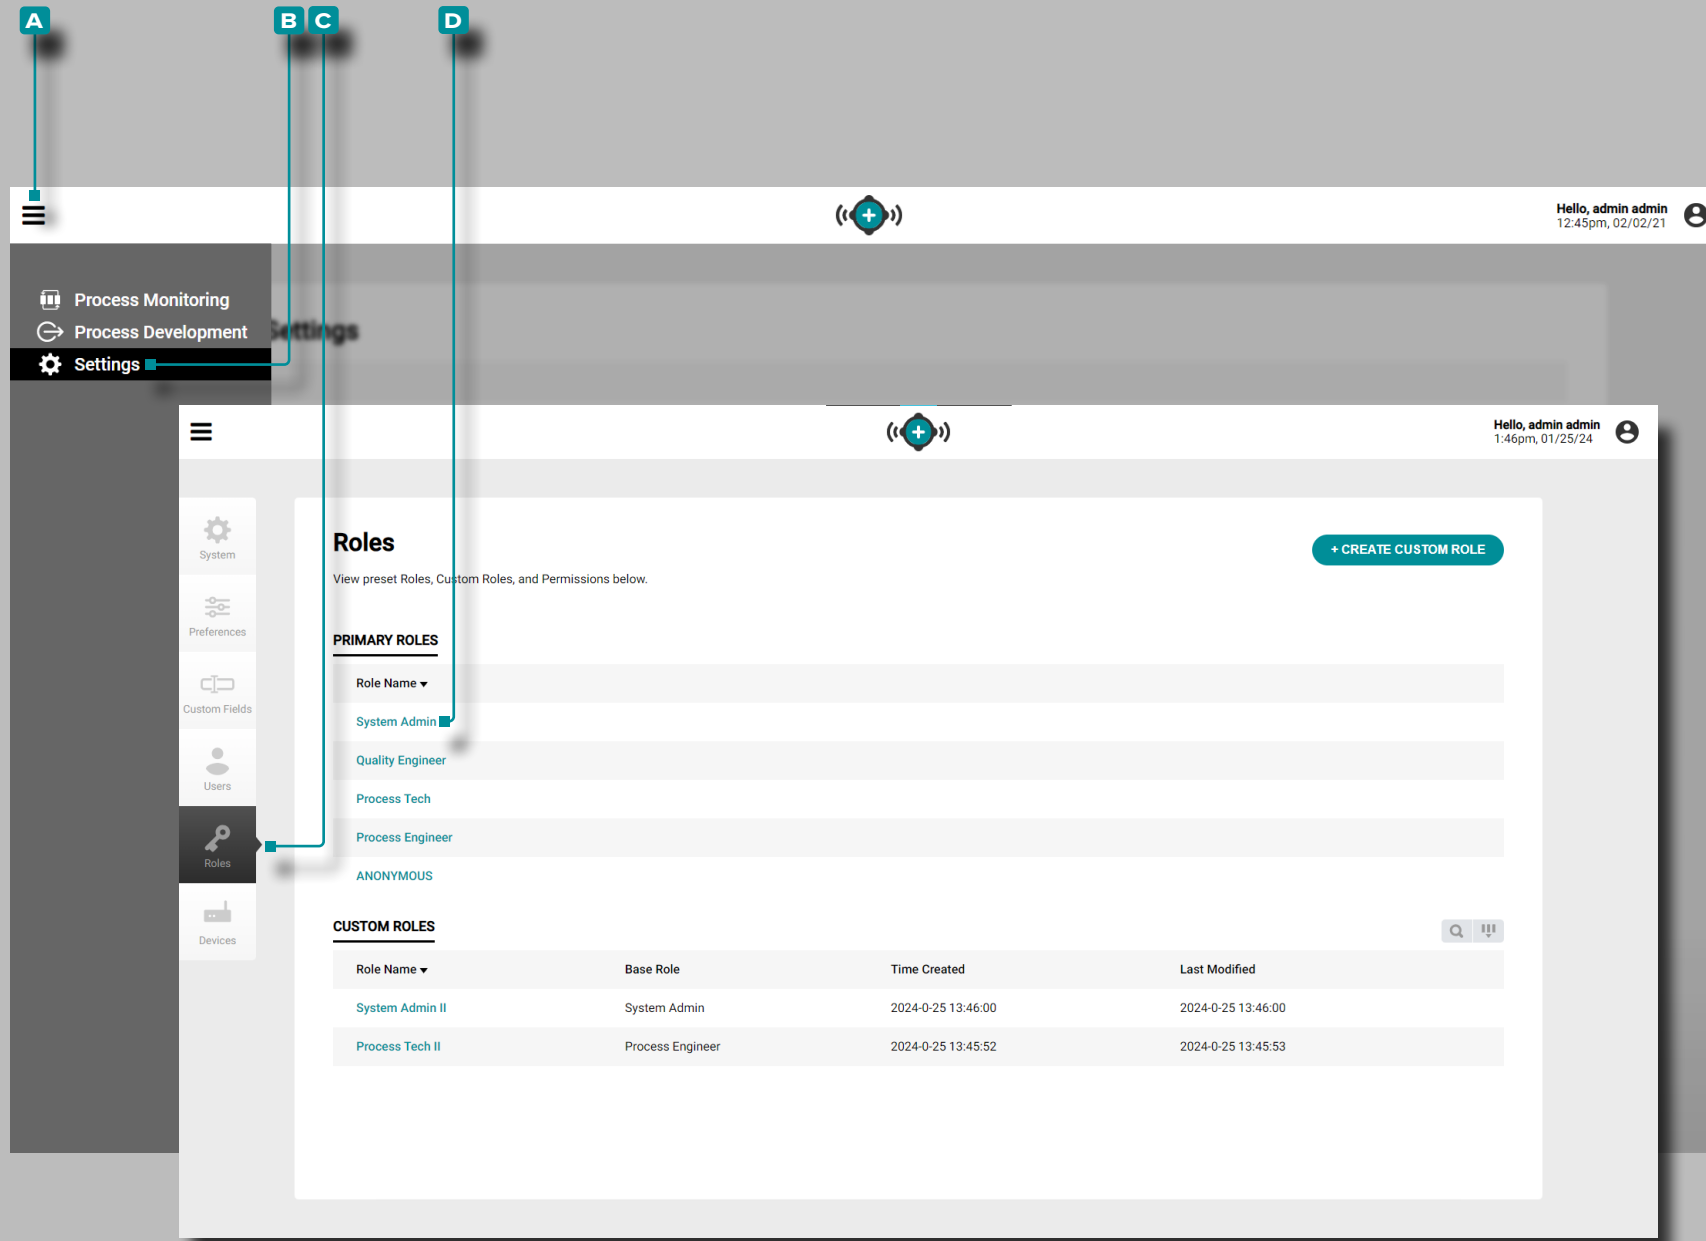 A B C D
Hello, admin admin
12:45pm, 02/02/21
Process Monitoring
Process Development
Settings
Settings
Hello, admin admin
1:46pm, 01/25/24
System
Preferences
Custom Fields
Users
Roles
Devices
Roles
+ CREATE CUSTOM ROLE
View preset Roles, Custom Roles, and Permissions below.
PRIMARY ROLES
Role Name
System Admin
Quality Engineer
Process Tech
Process Engineer
ANONYMOUS
CUSTOM ROLES
Role Name Base Role Time Created Last Modified
System Admin II System Admin 2024-0-25 13:46:00 2024-0-25 13:46:00
Process Tech II Process Engineer 2024-0-25 13:45:52 2024-0-25 13:45:53